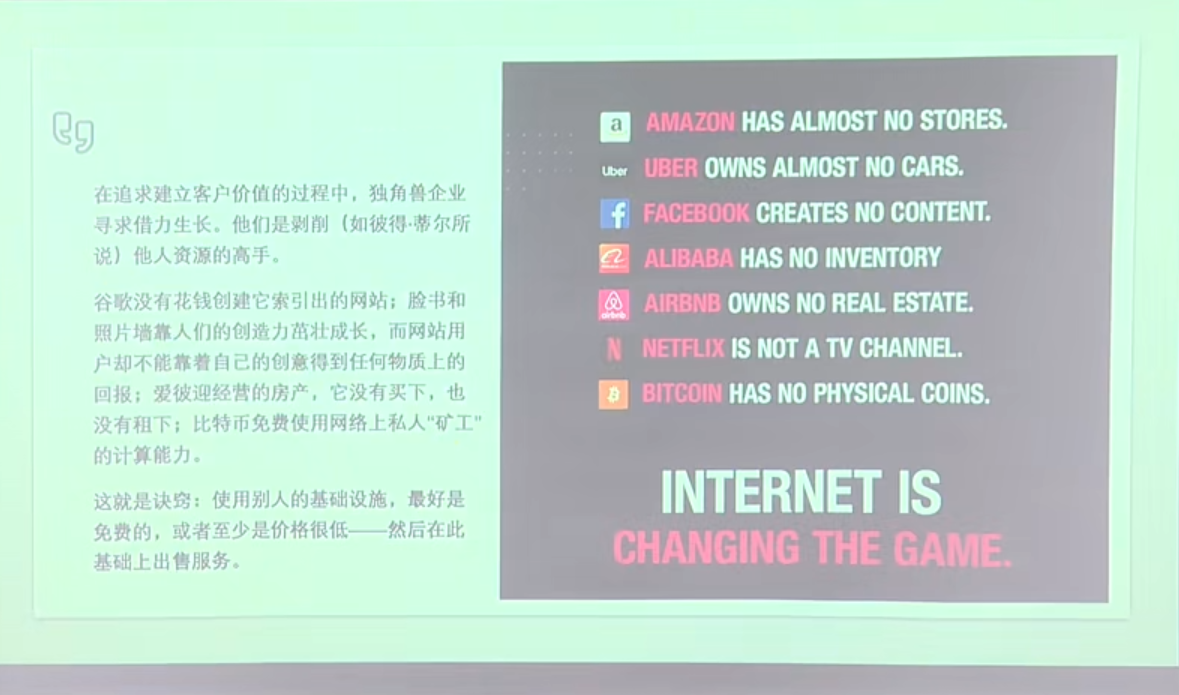 在追求建立客户价值的过程中，独角兽企业
寻求借力生长。他们是剥削（如彼得·蒂尔所
说）他人资源的高手。
谷歌没有花钱创建它索引出的网站；脸书和
照片墙靠人们的创造力茁壮成长，而网站用
户却不能靠着自己的创意得到任何物质上的
回报；爱彼迎经营的房产，它没有买下，也
没有租下；比特币免费使用网络上私人“矿工”
的计算能力。
这就是诀窍：使用别人的基础设施，最好是
免费的，或者至少是价格很低——然后在此
基础上出售服务。
a AMAZON HAS ALMOST NO STORES.
Uber UBER OWNS ALMOST NO CARS.
f FACEBOOK CREATES NO CONTENT.
ALIBABA HAS NO INVENTORY
airbnb AIRBNB OWNS NO REAL ESTATE.
N NETFLIX IS NOT A TV CHANNEL.
BITCOIN HAS NO PHYSICAL COINS.
INTERNET IS
CHANGING THE GAME.